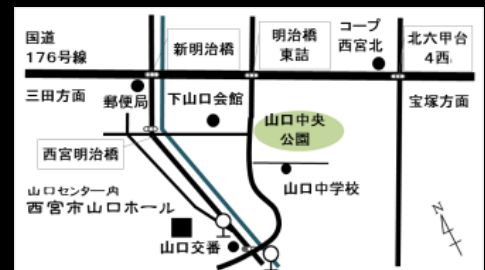 国道
176号線
新明治橋
明治橋
東詰
コープ
西宮北
北六甲台
4西
三田方面
郵便局
下山口会館
山口中央
公園
宝塚方面
西宮明治橋
山口中学校
山口センター内
西宮市山口ホール
山口交番
N